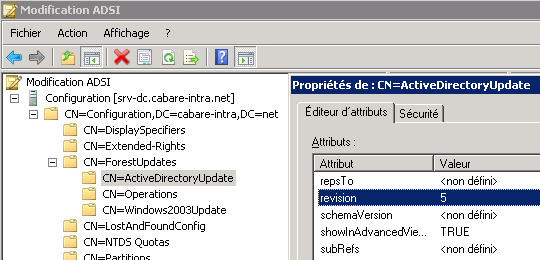 Modification ADSI
Fichier Action Affichage ?
Modification ADSI
Configuration [srv-dc.cabare-intra.net]
CN=Configuration,DC=cabare-intra,DC=net
CN=DisplaySpecifiers
CN=Extended-Rights
CN=ForestUpdates
CN=ActiveDirectoryUpdate
CN=Operations
CN=Windows2003Update
CN=LostAndFoundConfig
CN=NTDS Quotas
CN=Partitions
Propriétés de : CN=ActiveDirectoryUpdate
Éditeur d'attributs Sécurité
Attributs :
Attribut Valeur
repsTo <non défini>
revision 5
schemaVersion <non défini>
showInAdvancedVie... TRUE
subRefs <non défini>